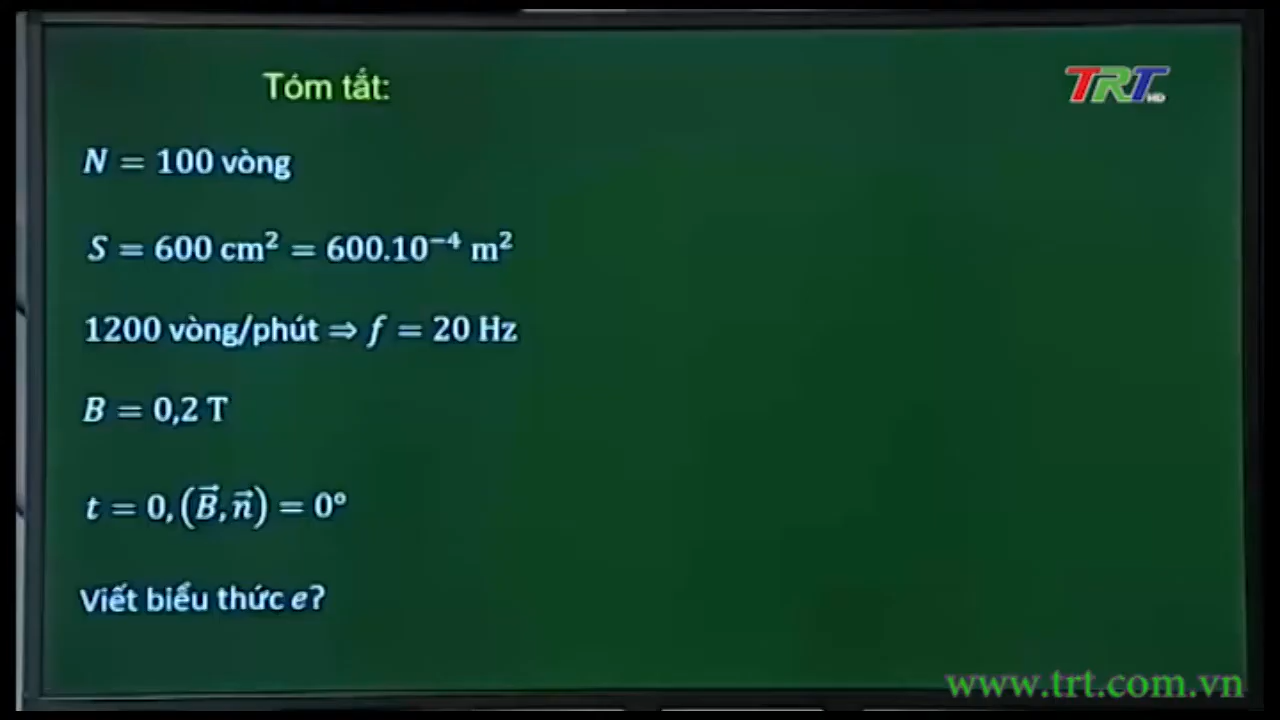 Tóm tắt:
TRT HD
N = 100 vòng
S = 600 cm² = 600.10⁻⁴ m²
1200 vòng/phút ⇒ f = 20 Hz
B = 0,2 T
t = 0, (B⃗, n⃗) = 0°
Viết biểu thức e?
www.trt.com.vn